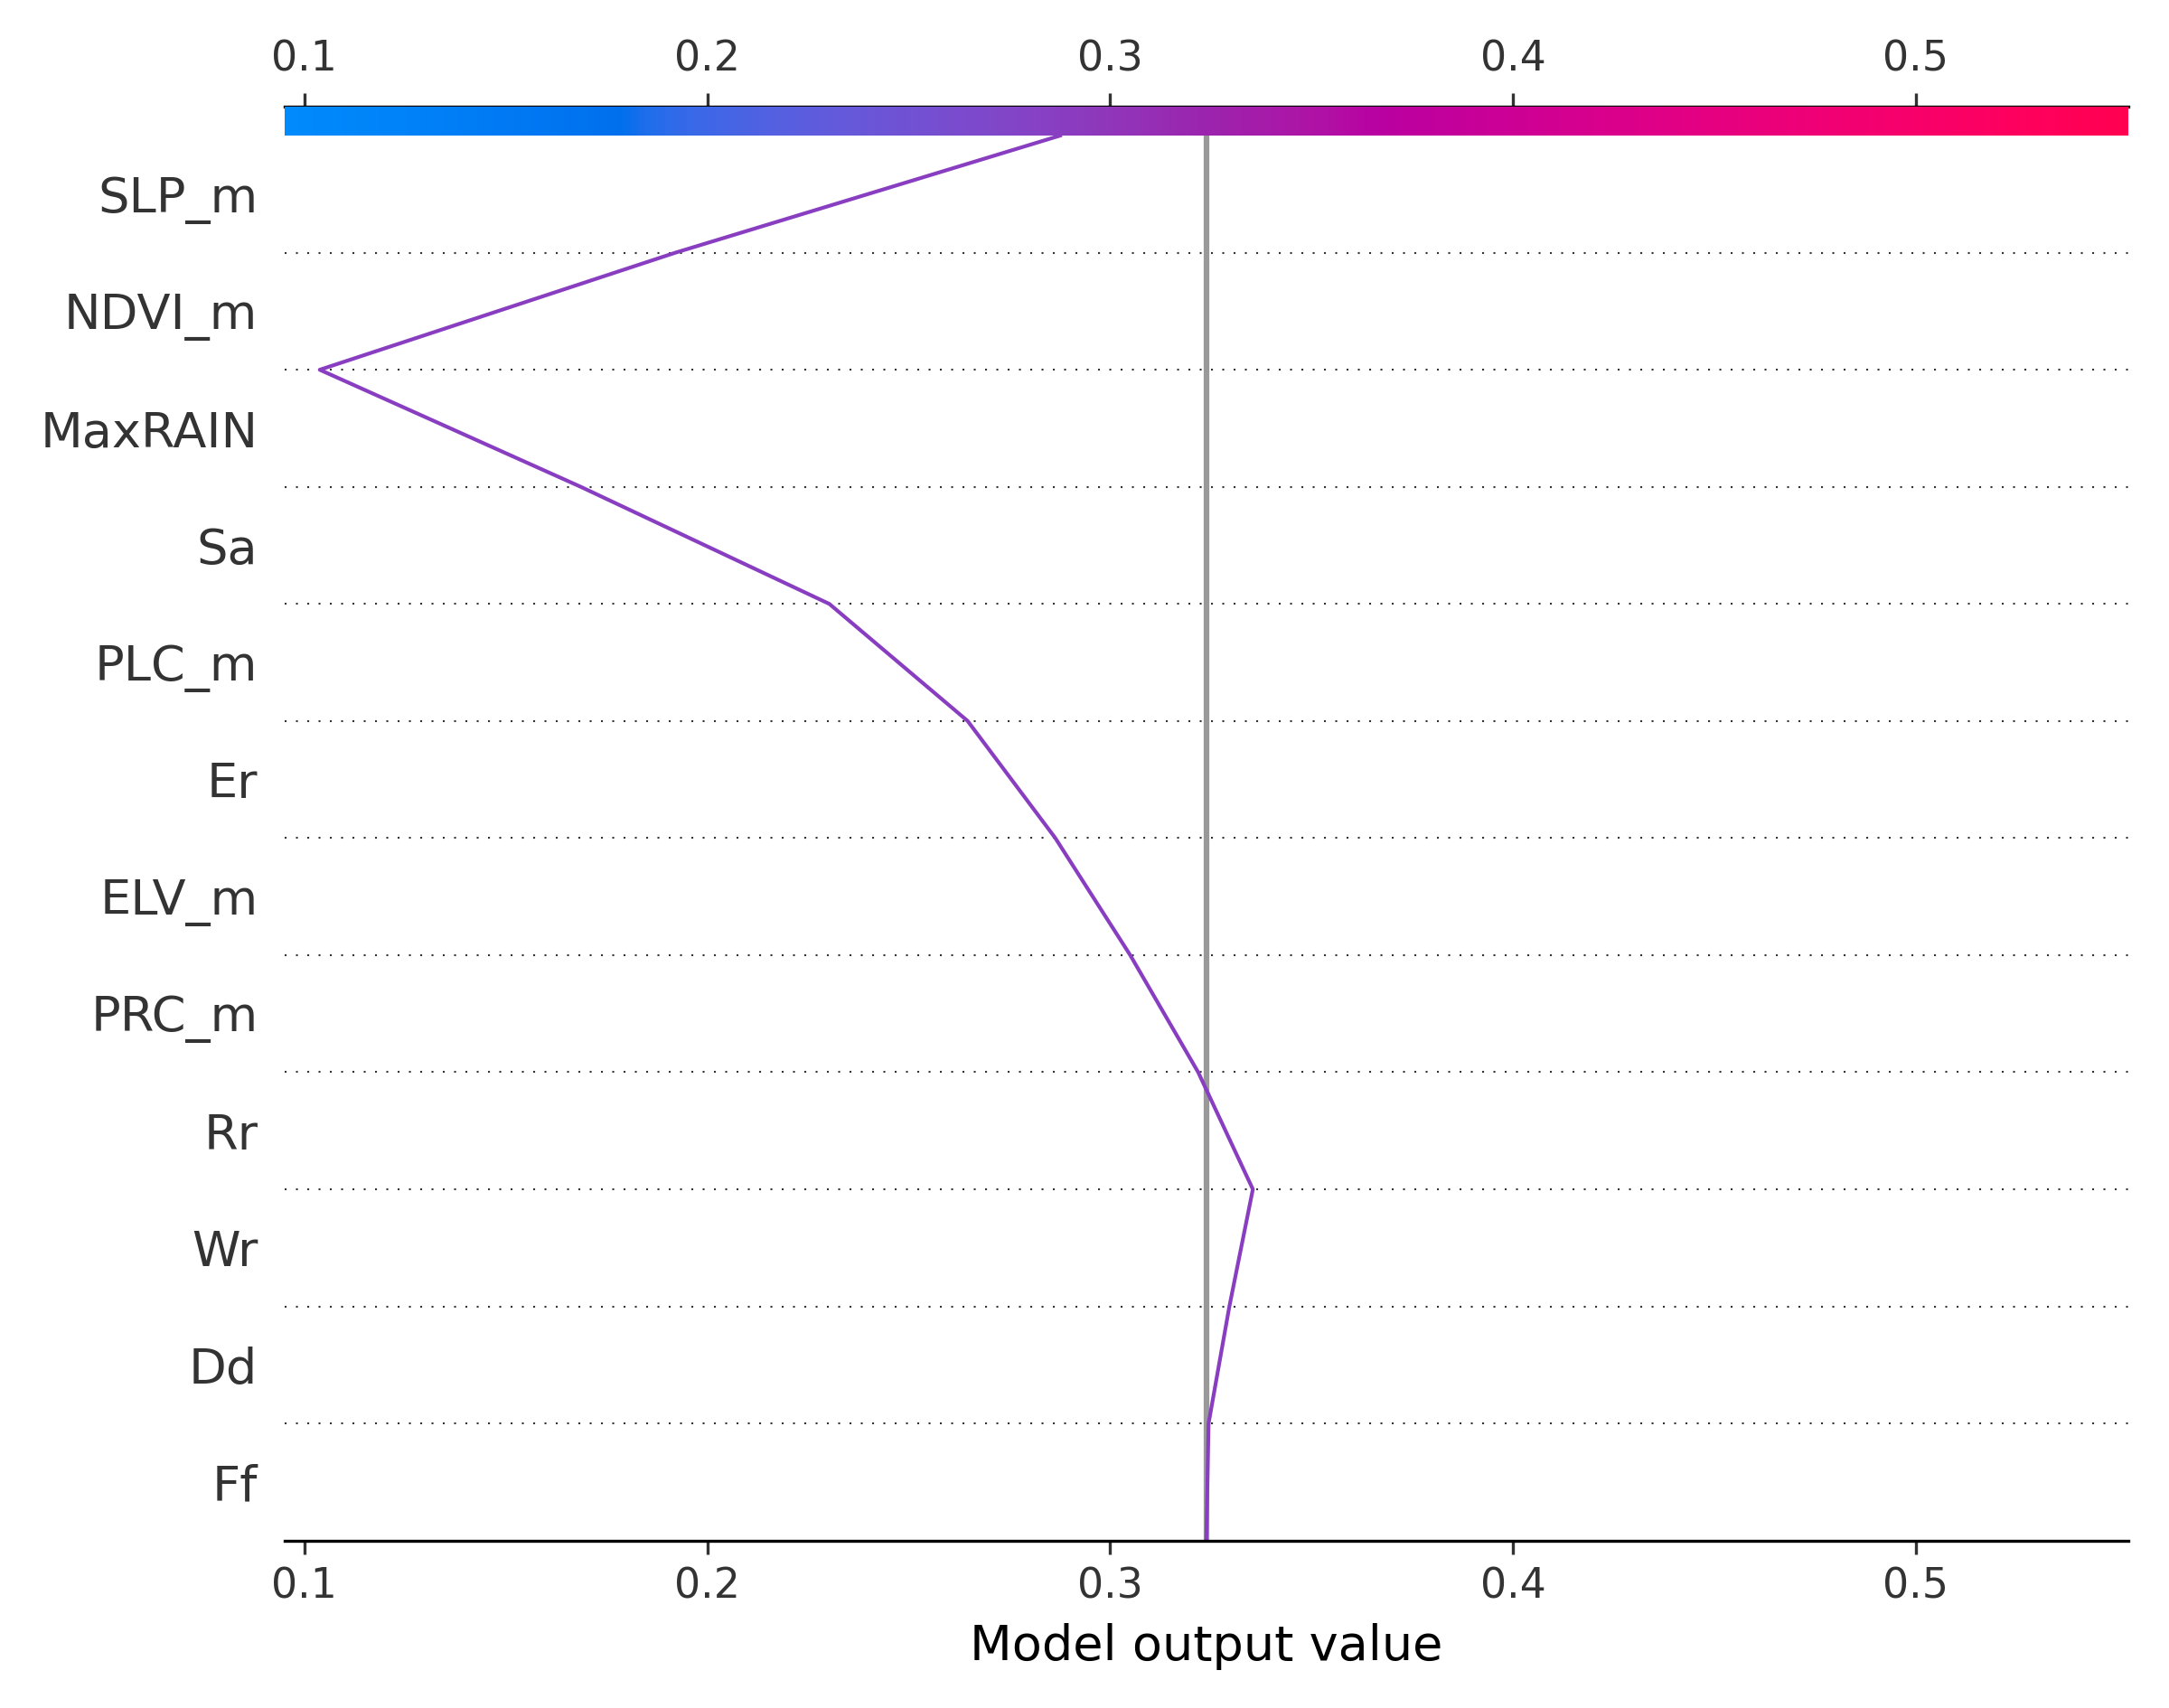 0.1 0.2 0.3 0.4 0.5
SLP_m
NDVI_m
MaxRAIN
Sa
PLC_m
Er
ELV_m
PRC_m
Rr
Wr
Dd
Ff
0.1 0.2 0.3 0.4 0.5
Model output value